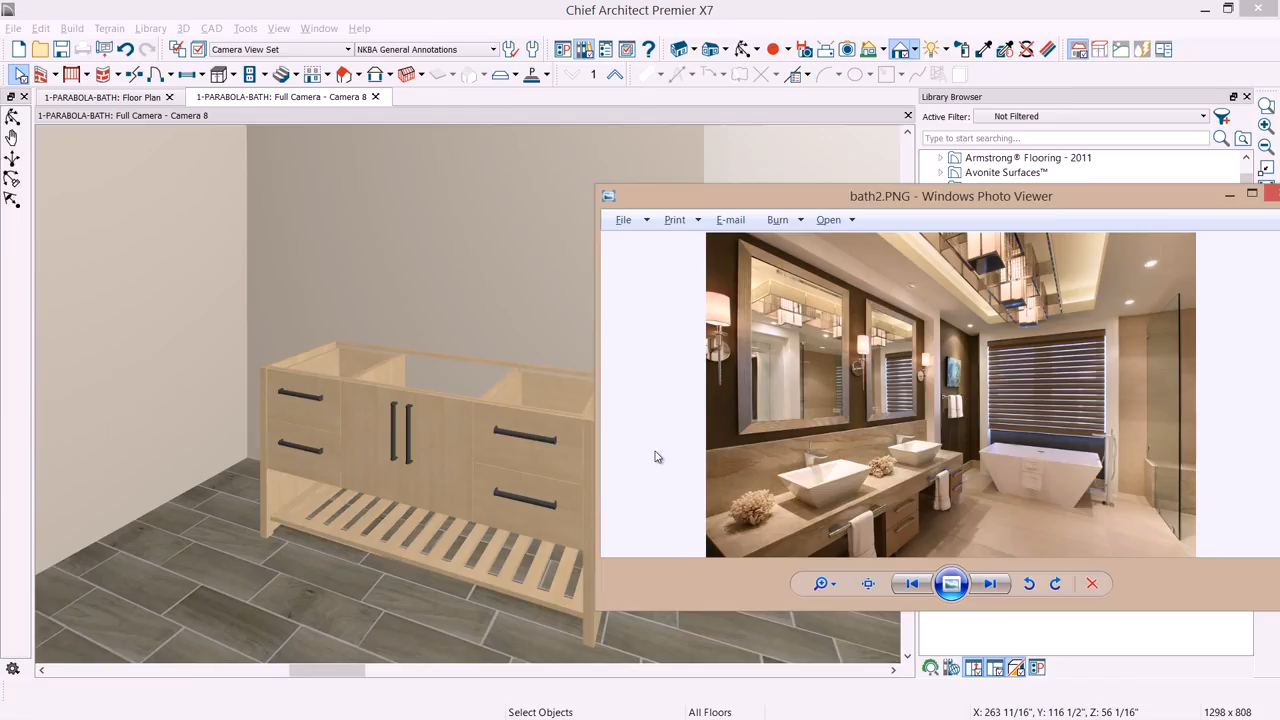 Chief Architect Premier X7
File Edit Build Terrain Library 3D CAD Tools View Window Help
Camera View Set NKBA General Annotations
1
1-PARABOLA-BATH: Floor Plan 1-PARABOLA-BATH: Full Camera - Camera 8
1-PARABOLA-BATH: Full Camera - Camera 8
Library Browser
Active Filter: Not Filtered
Type to start searching...
Armstrong® Flooring - 2011
Avonite Surfaces™
bath2.PNG - Windows Photo Viewer
File Print E-mail Burn Open
Select Objects All Floors X: 263 11/16", Y: 116 1/2", Z: 56 1/16" 1298 x 808